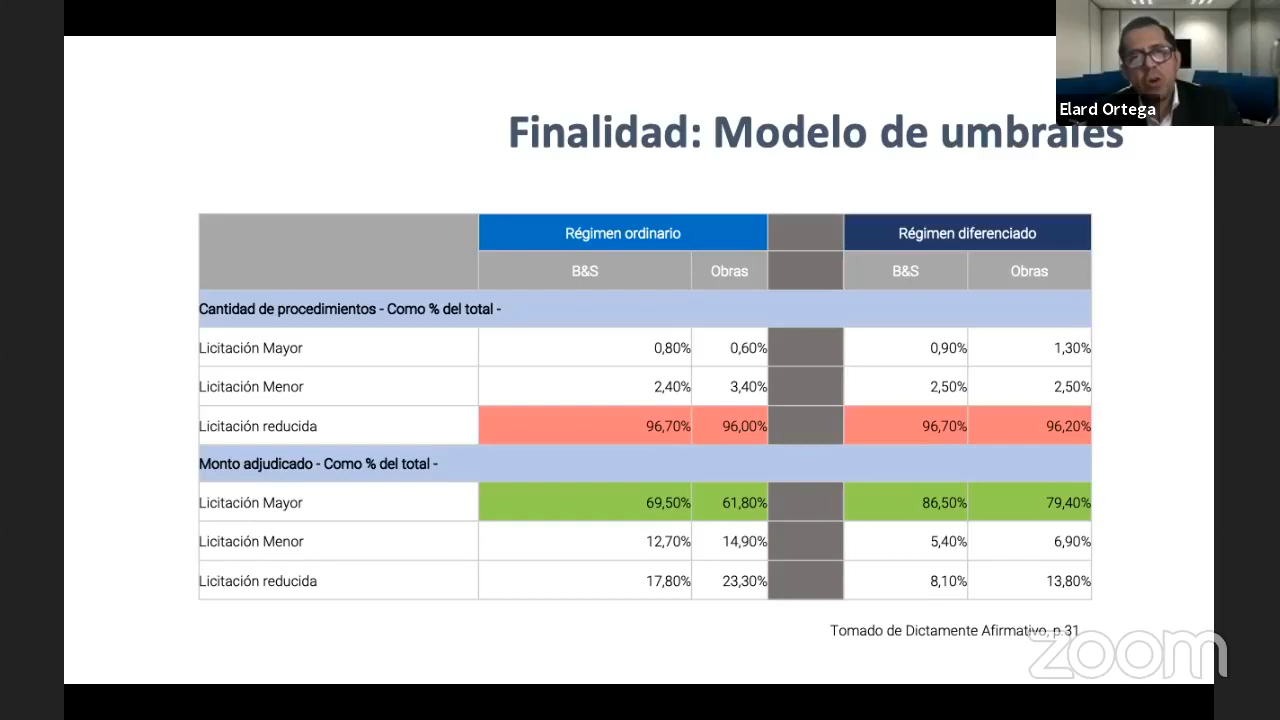 Elard Ortega
Finalidad: Modelo de umbrales
Régimen ordinario Régimen diferenciado
B&S Obras B&S Obras
Cantidad de procedimientos - Como % del total -
Licitación Mayor 0,80% 0,60% 0,90% 1,30%
Licitación Menor 2,40% 3,40% 2,50% 2,50%
Licitación reducida 96,70% 96,00% 96,70% 96,20%
Monto adjudicado - Como % del total -
Licitación Mayor 69,50% 61,80% 86,50% 79,40%
Licitación Menor 12,70% 14,90% 5,40% 6,90%
Licitación reducida 17,80% 23,30% 8,10% 13,80%
Tomado de Dictamente Afirmativo, p.31
zoom